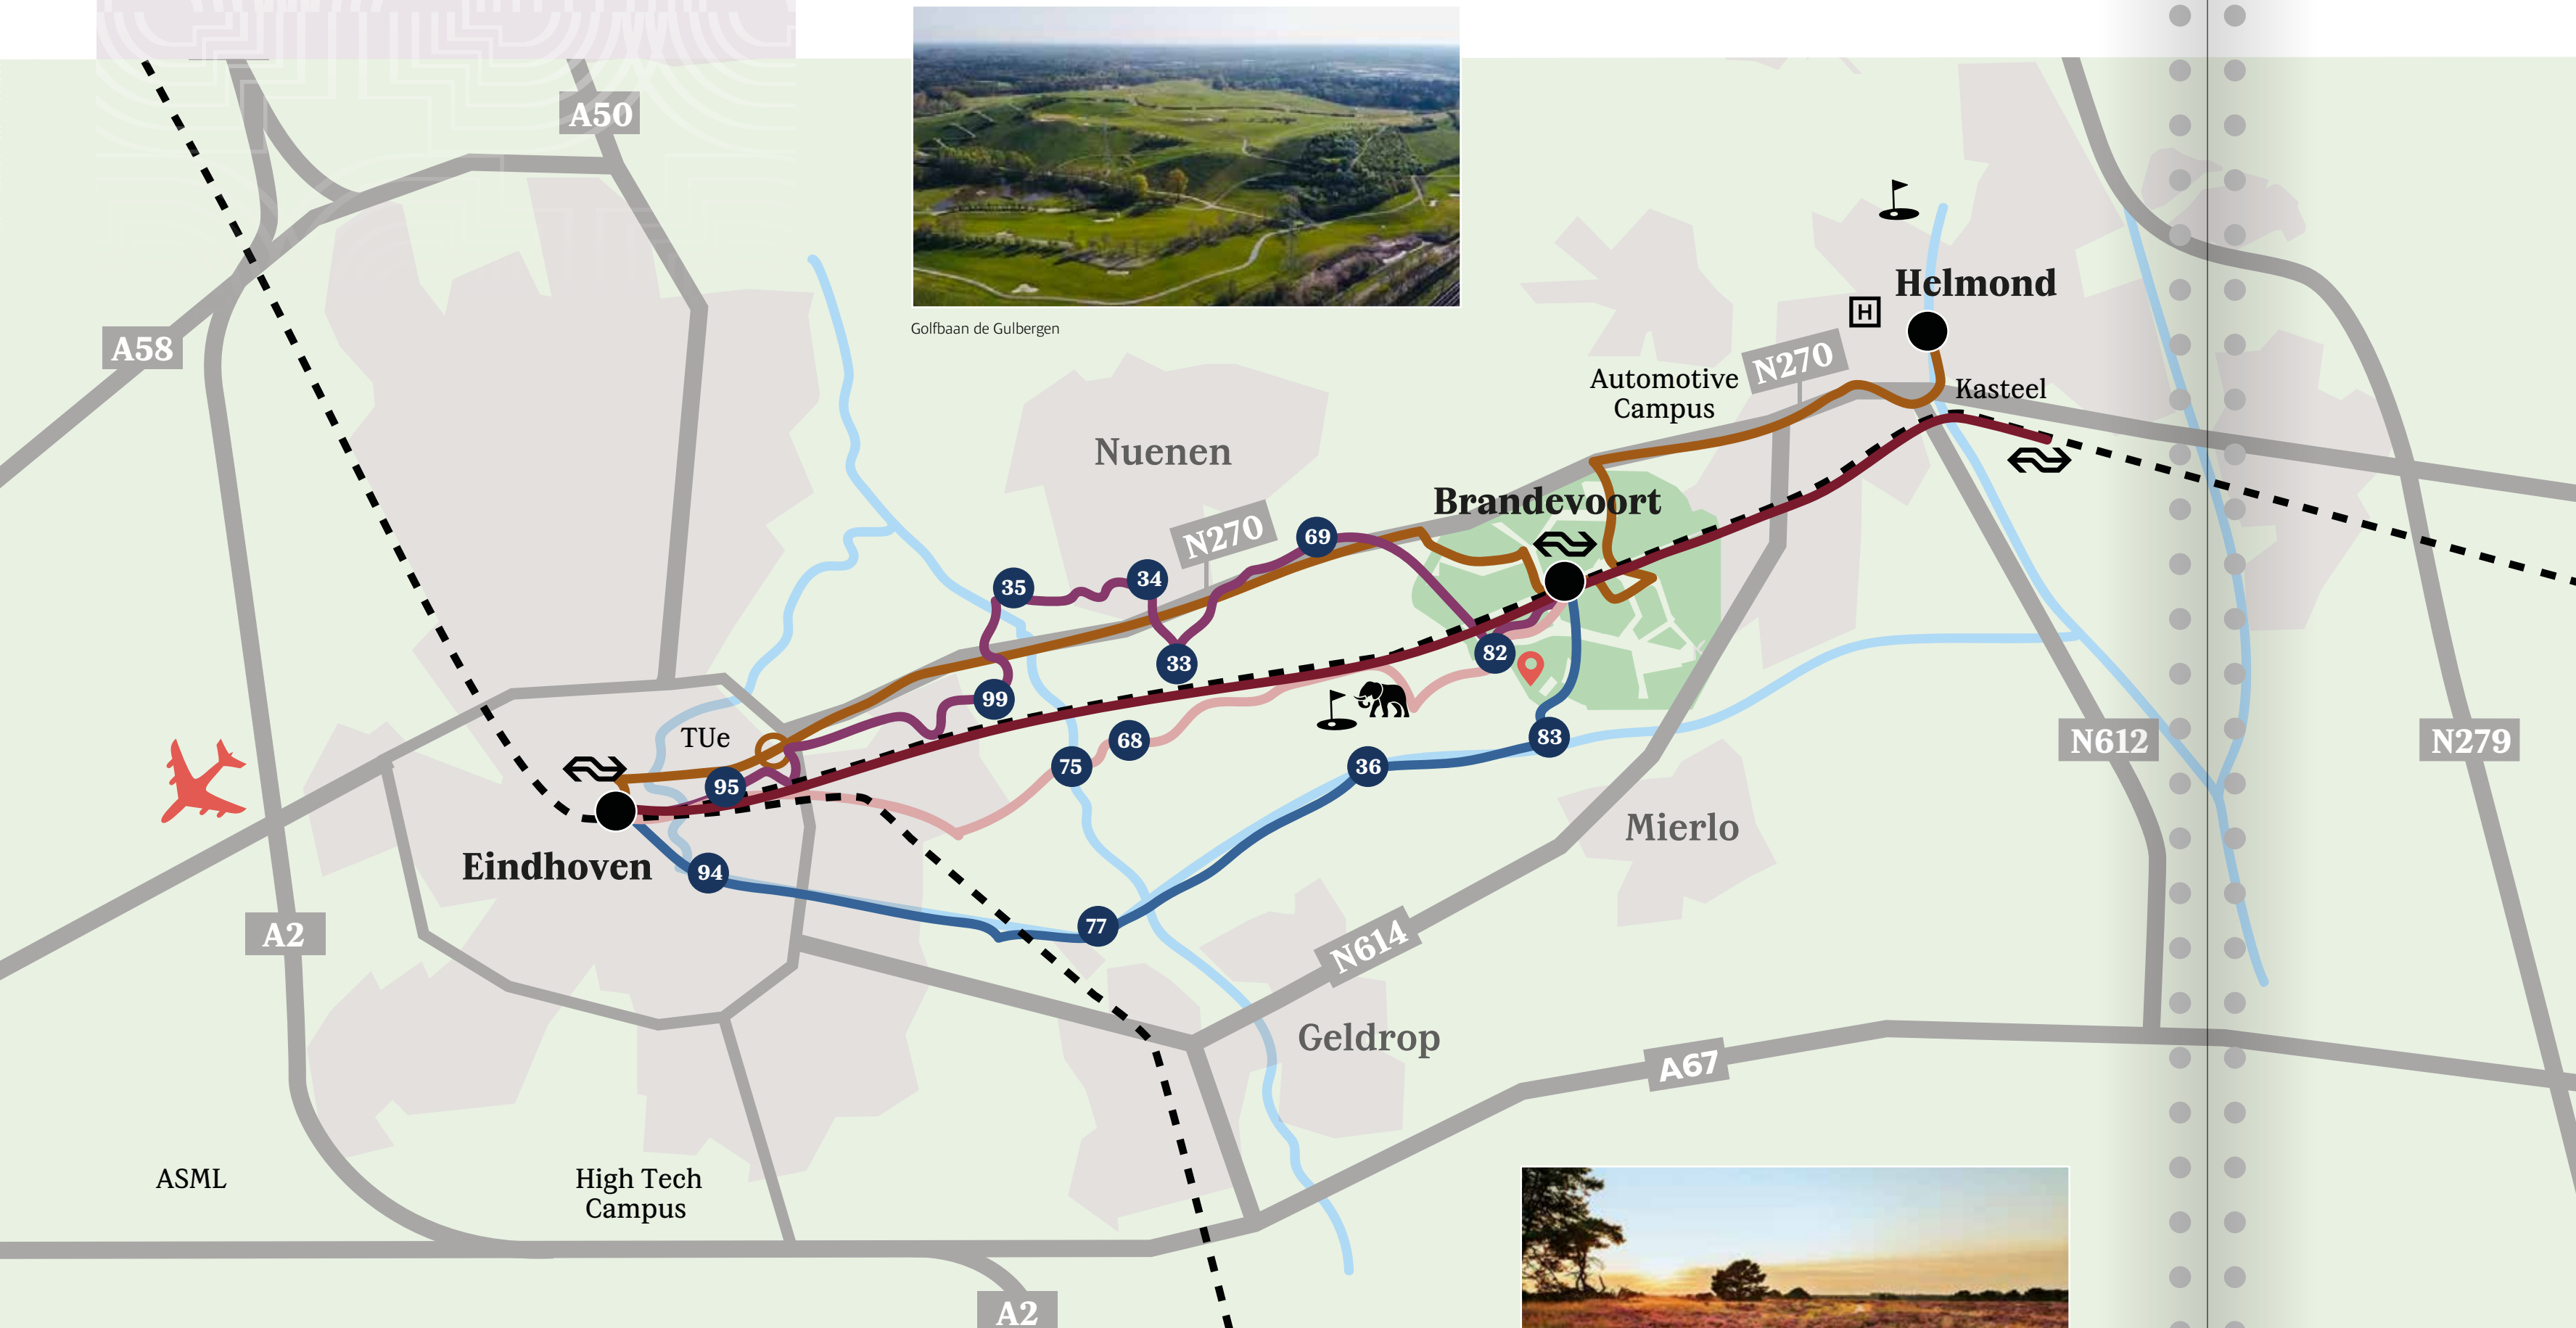 A50
A58
Golfbaan de Gulbergen
Helmond
H
N270
Automotive
Campus
Kasteel
Nuenen
Brandevoort
N270
69
35
34
33
82
99
TUe
68
75
83
36
95
N612
N279
Mierlo
Eindhoven
94
77
A2
N614
Geldrop
A67
ASML
High Tech
Campus
A2